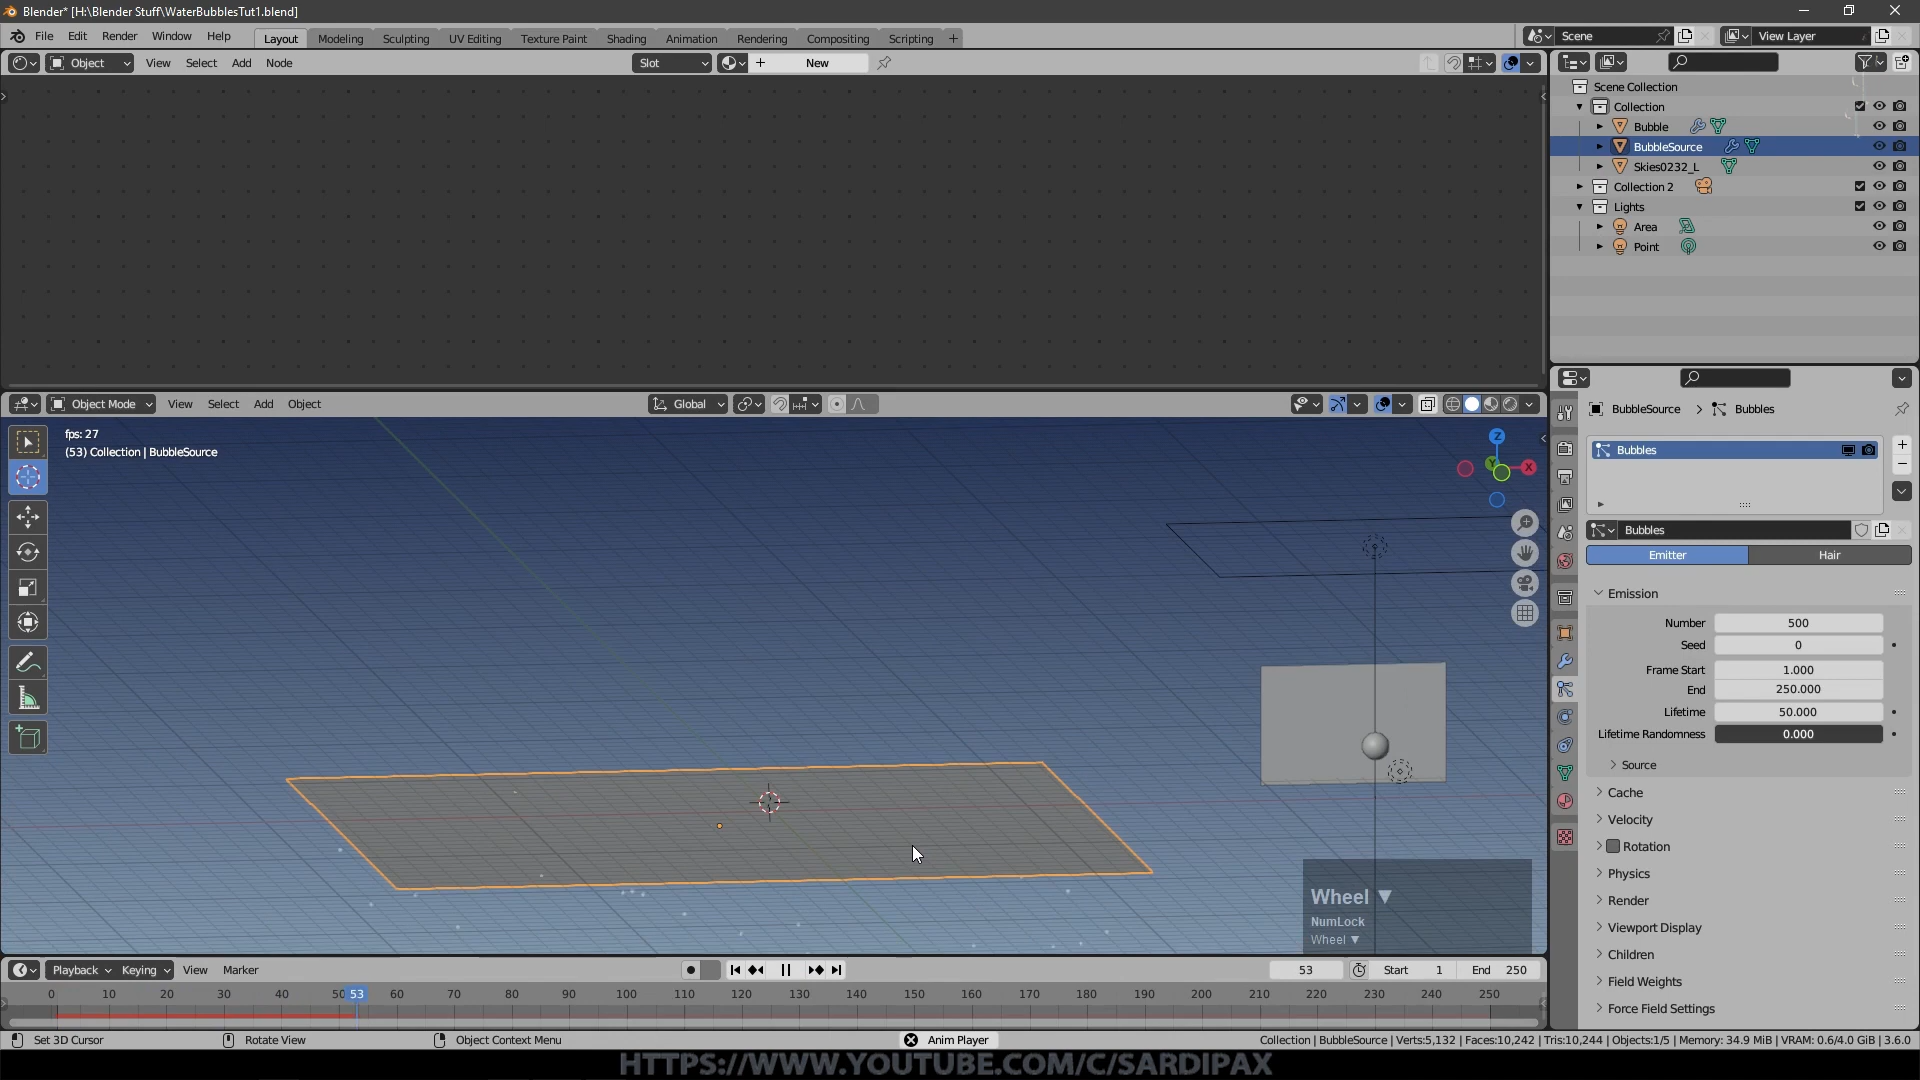 Blender* [H:\Blender Stuff\WaterBubblesTut1.blend]
File Edit Render Window Help
Layout Modeling Sculpting UV Editing Texture Paint Shading Animation Rendering Compositing Scripting +
Scene
View Layer
Object View Select Add Node
Slot
New
Scene Collection
Collection
Bubble
BubbleSource
Skies0232_L
Collection 2
Lights
Area
Point
Object Mode View Select Add Object
Global
fps: 27
(53) Collection | BubbleSource
Z
Y
X
Wheel ▼
NumLock
Wheel ▼
BubbleSource > Bubbles
Bubbles
Bubbles
Emitter Hair
Emission
Number 500
Seed 0
Frame Start 1.000
End 250.000
Lifetime 50.000
Lifetime Randomness 0.000
Source
Cache
Velocity
Rotation
Physics
Render
Viewport Display
Children
Field Weights
Force Field Settings
Playback Keying View Marker
53 Start 1 End 250
0 10 20 30 40 50 53 60 70 80 90 100 110 120 130 140 150 160 170 180 190 200 210 220 230 240 250
Set 3D Cursor Rotate View Object Context Menu
Anim Player
Collection | BubbleSource | Verts:5,132 | Faces:10,242 | Tris:10,244 | Objects:1/5 | Memory: 34.9 MiB | VRAM: 0.6/4.0 GiB | 3.6.0
HTTPS://WWW.YOUTUBE.COM/C/SARDIPAX